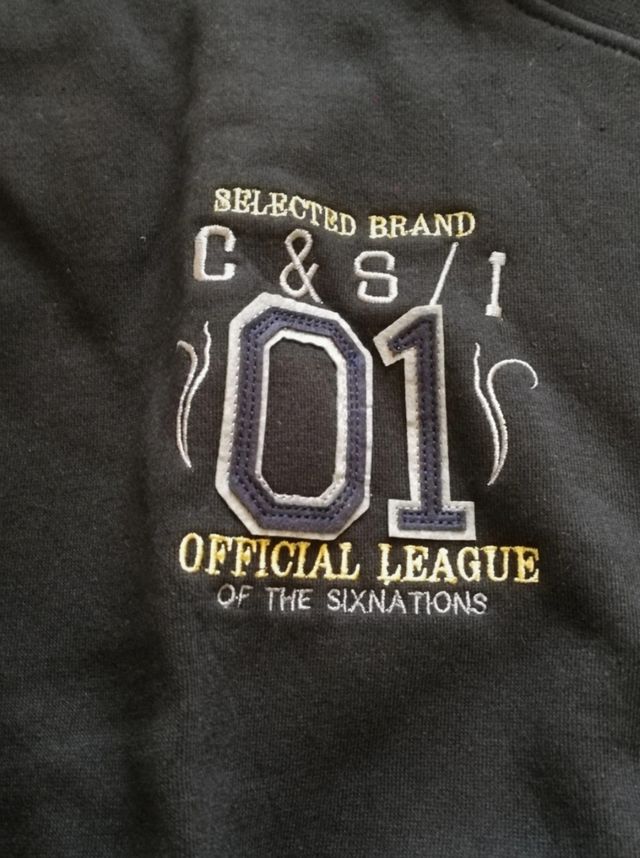 SELECTED BRAND
C & S / I
01
OFFICIAL LEAGUE
OF THE SIXNATIONS